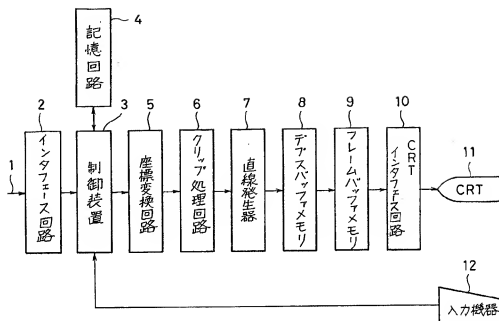 4
記憶回路
2
インタフェース回路
3
制御装置
5
座標変換回路
6
クリップ処理回路
7
直線発生器
8
デプスバッファメモリ
9
フレームバッファメモリ
10
CRT
インタフェース回路
11
CRT
1
12
入力機器